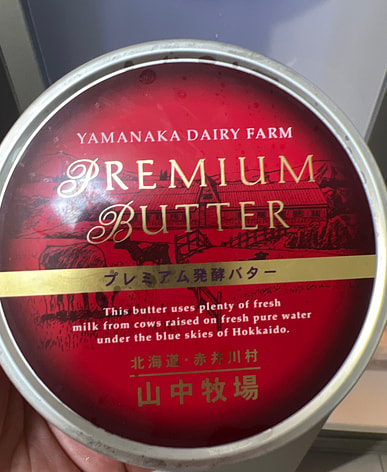 YAMANAKA DAIRY FARM
PREMIUM
BUTTER
プレミアム発酵バター
This butter uses plenty of fresh
milk from cows raised on fresh pure water
under the blue skies of Hokkaido.
北海道・赤井川村
山中牧場